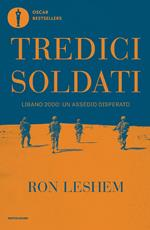 OSCAR
BESTSELLERS
TREDICI
SOLDATI
LIBANO 2000: UN ASSEDIO DISPERATO
RON LESHEM
MONDADORI